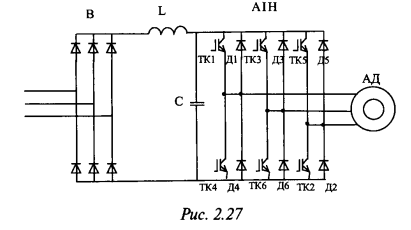 В L АИН
ТК1 Д1 ТК3 Д3 ТК5 Д5
АД
С
ТК4 Д4 ТК6 Д6 ТК2 Д2
Рис. 2.27